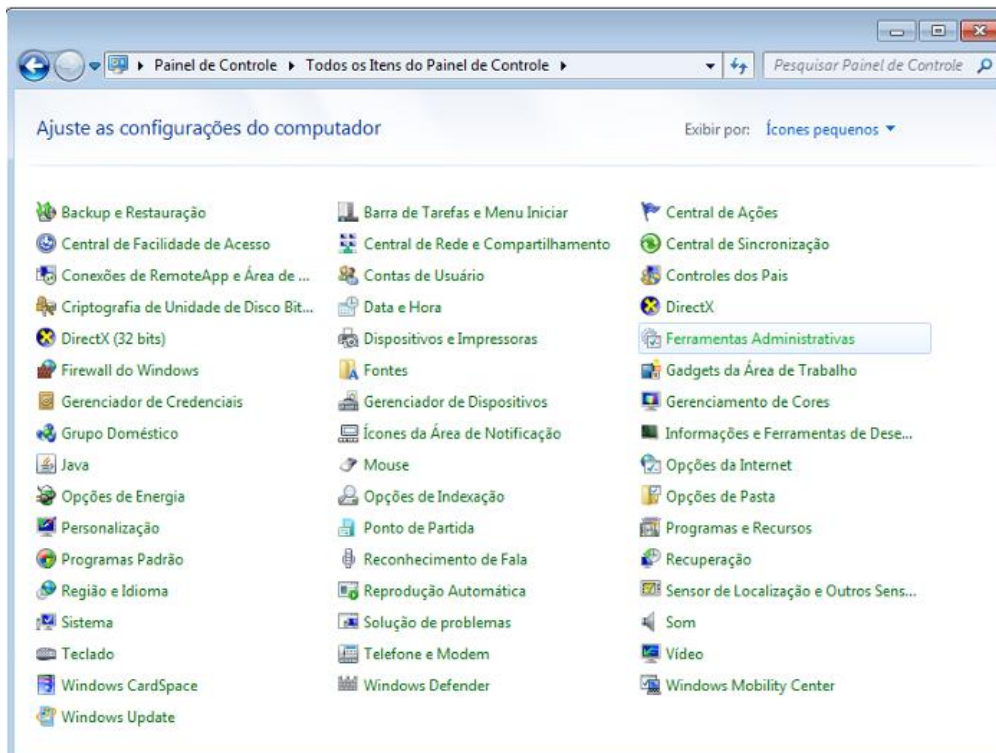 Painel de Controle Todos os Itens do Painel de Controle Pesquisar Painel de Controle
Ajuste as configurações do computador Exibir por: Ícones pequenos
Backup e Restauração Barra de Tarefas e Menu Iniciar Central de Ações
Central de Facilidade de Acesso Central de Rede e Compartilhamento Central de Sincronização
Conexões de RemoteApp e Área de ... Contas de Usuário Controles dos Pais
Criptografia de Unidade de Disco Bit... Data e Hora DirectX
DirectX (32 bits) Dispositivos e Impressoras Ferramentas Administrativas
Firewall do Windows Fontes Gadgets da Área de Trabalho
Gerenciador de Credenciais Gerenciador de Dispositivos Gerenciamento de Cores
Grupo Doméstico Ícones da Área de Notificação Informações e Ferramentas de Dese...
Java Mouse Opções da Internet
Opções de Energia Opções de Indexação Opções de Pasta
Personalização Ponto de Partida Programas e Recursos
Programas Padrão Reconhecimento de Fala Recuperação
Região e Idioma Reprodução Automática Sensor de Localização e Outros Sens...
Sistema Solução de problemas Som
Teclado Telefone e Modem Vídeo
Windows CardSpace Windows Defender Windows Mobility Center
Windows Update